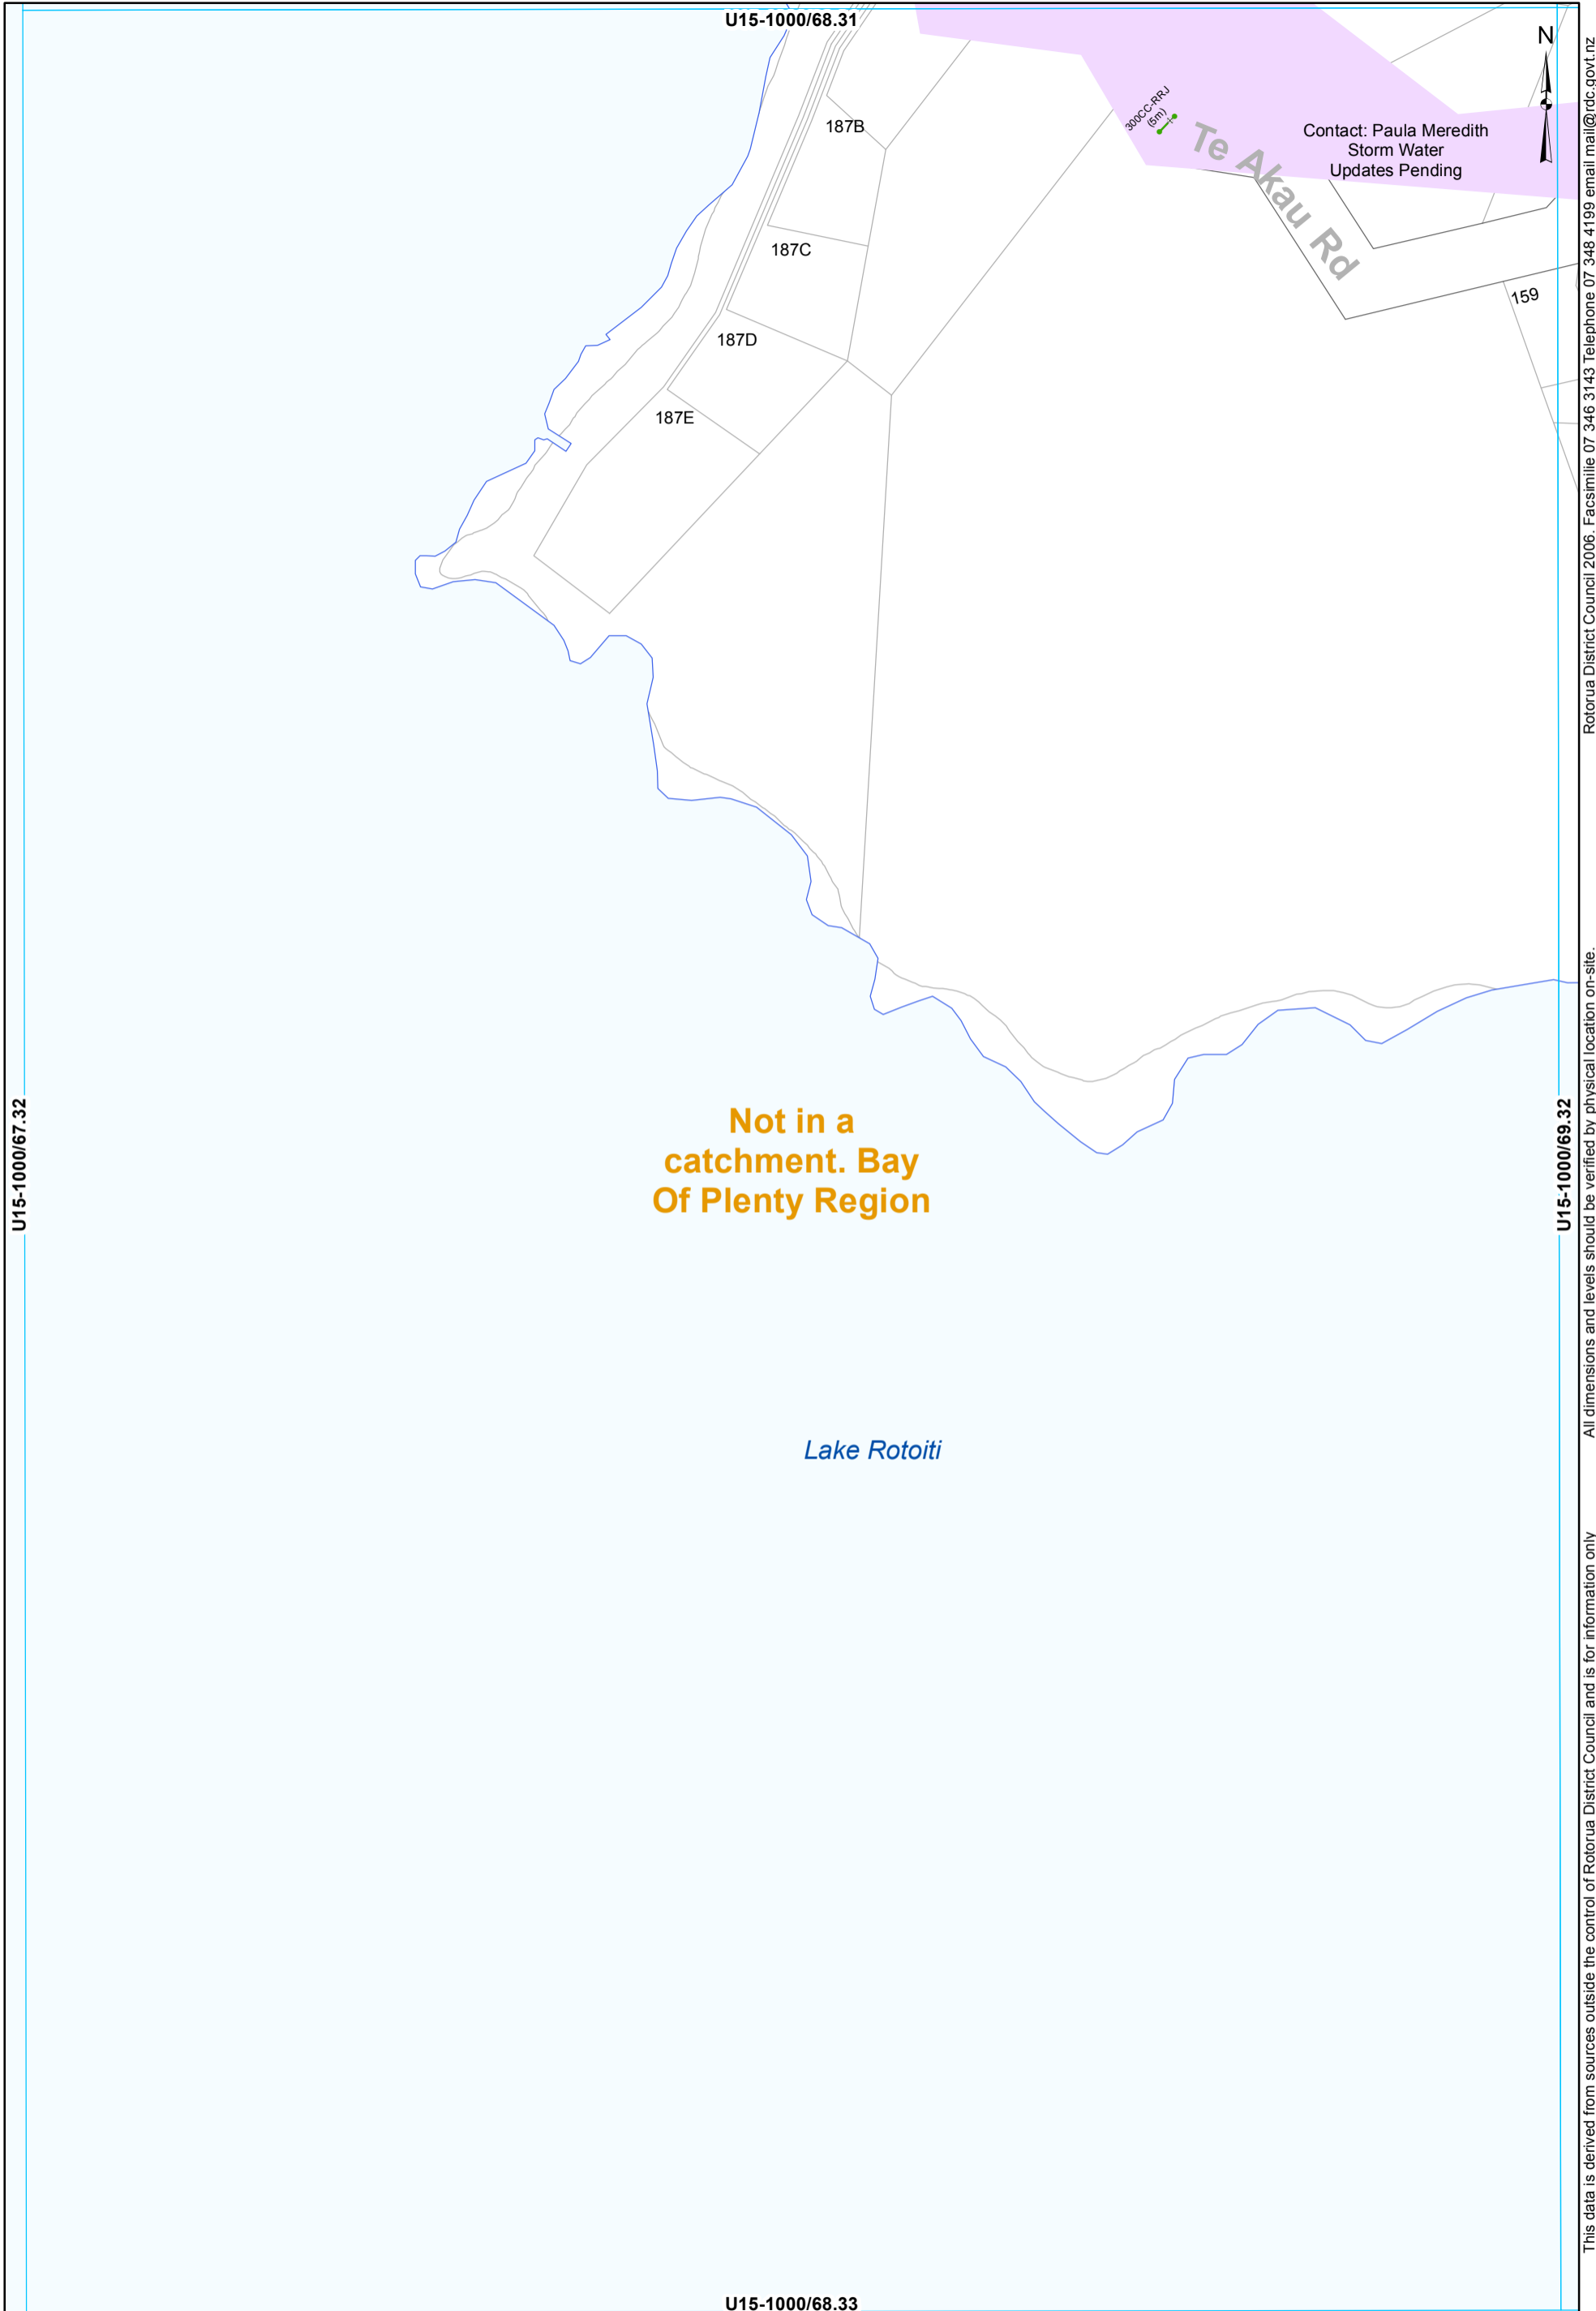 U15-1000/68.31
N
187B
300CC-RRJ
(5m)
Te Akau Rd
Contact: Paula Meredith
Storm Water
Updates Pending
187C
159
187D
187E
Not in a
catchment. Bay
Of Plenty Region
U15-1000/67.32
U15-1000/69.32
Lake Rotoiti
U15-1000/68.33
This data is derived from sources outside the control of Rotorua District Council and is for information only
All dimensions and levels should be verified by physical location on-site.
Rotorua District Council 2006. Facsimilie 07 346 3143 Telephone 07 348 4199 email mail@rdc.govt.nz